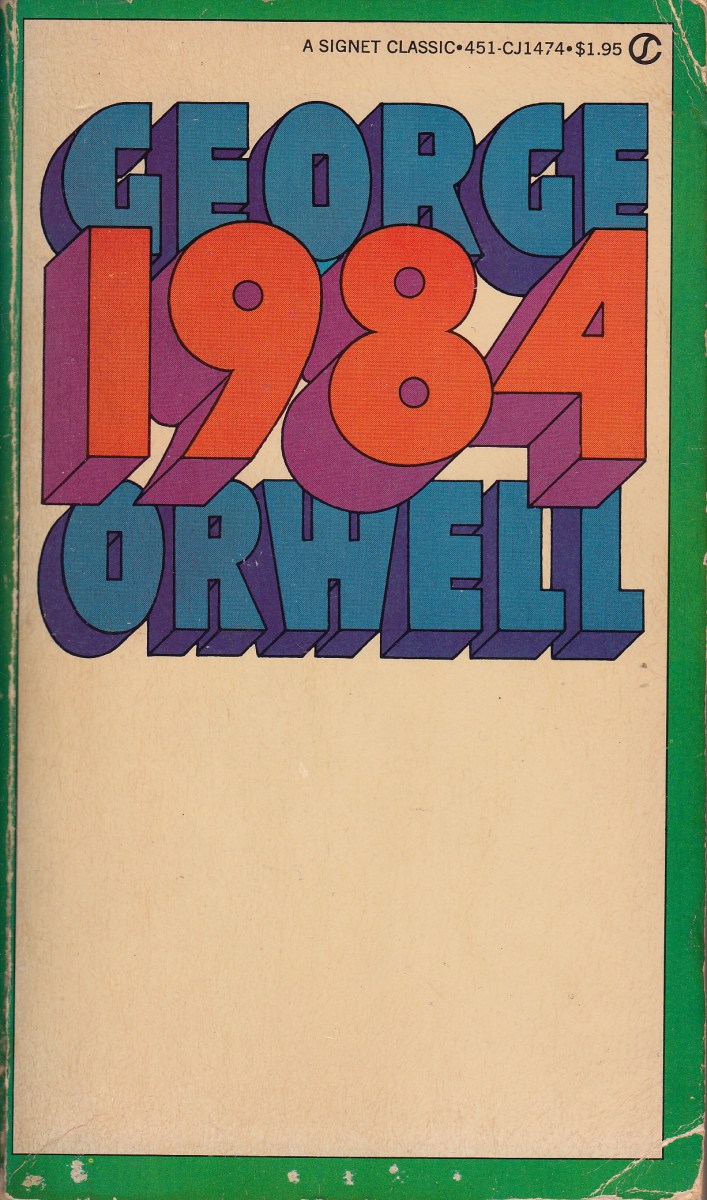 A SIGNET CLASSIC•451-CJ1474•$1.95
GEORGE
1984
ORWELL